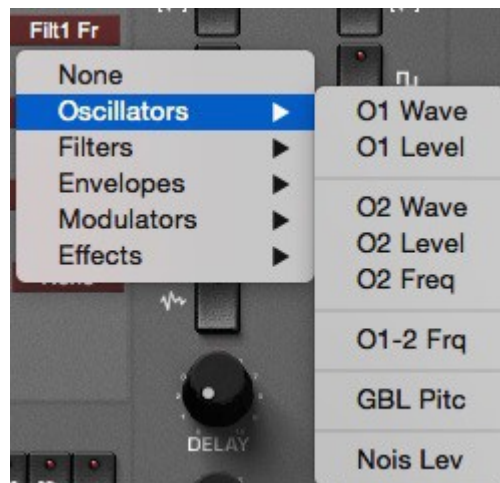 Filt1 Fr
None
Oscillators
Filters
Envelopes
Modulators
Effects
O1 Wave
O1 Level
O2 Wave
O2 Level
O2 Freq
O1-2 Frq
GBL Pitc
Nois Lev
DELAY